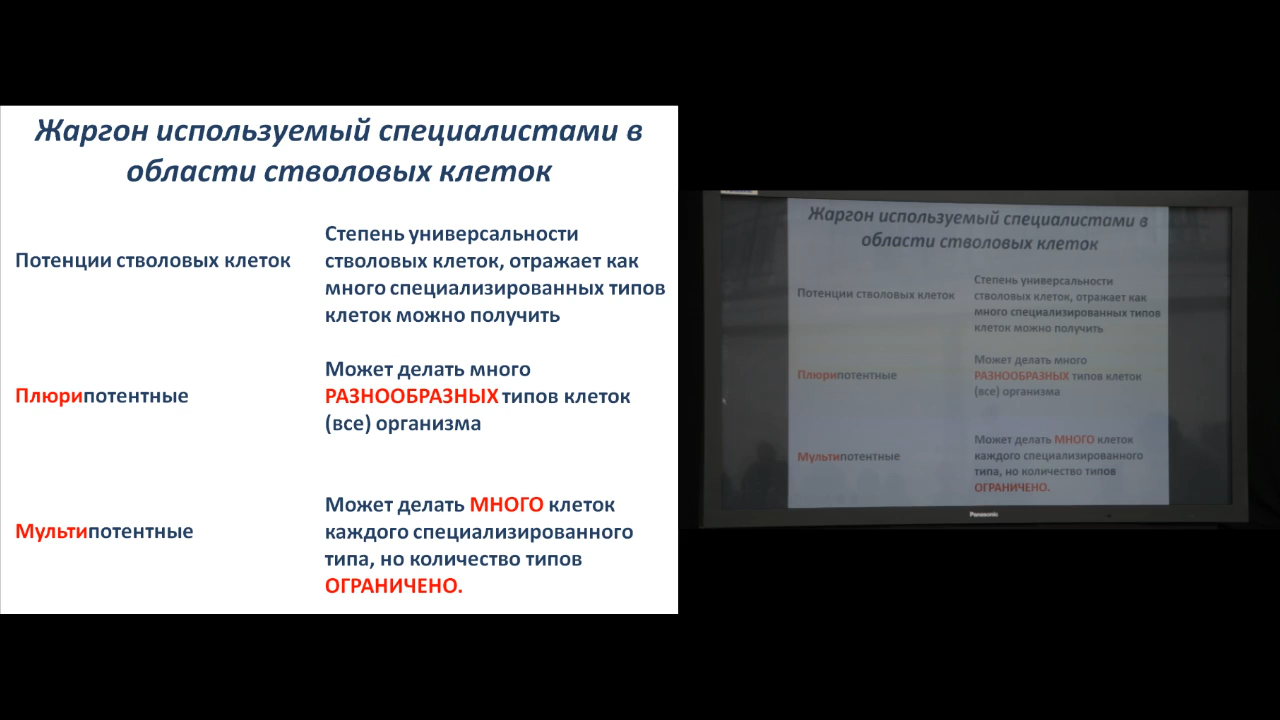 Жаргон используемый специалистами в
области стволовых клеток
Потенции стволовых клеток
Степень универсальности
стволовых клеток, отражает как
много специализированных типов
клеток можно получить
Плюрипотентные
Может делать много
РАЗНООБРАЗНЫХ типов клеток
(все) организма
Мультипотентные
Может делать МНОГО клеток
каждого специализированного
типа, но количество типов
ОГРАНИЧЕНО.
Жаргон используемый специалистами в
области стволовых клеток
Потенции стволовых клеток
Степень универсальности
стволовых клеток, отражает как
много специализированных типов
клеток можно получить
Плюрипотентные
Может делать много
РАЗНООБРАЗНЫХ типов клеток
(все) организма
Мультипотентные
Может делать МНОГО клеток
каждого специализированного
типа, но количество типов
ОГРАНИЧЕНО.
Panasonic